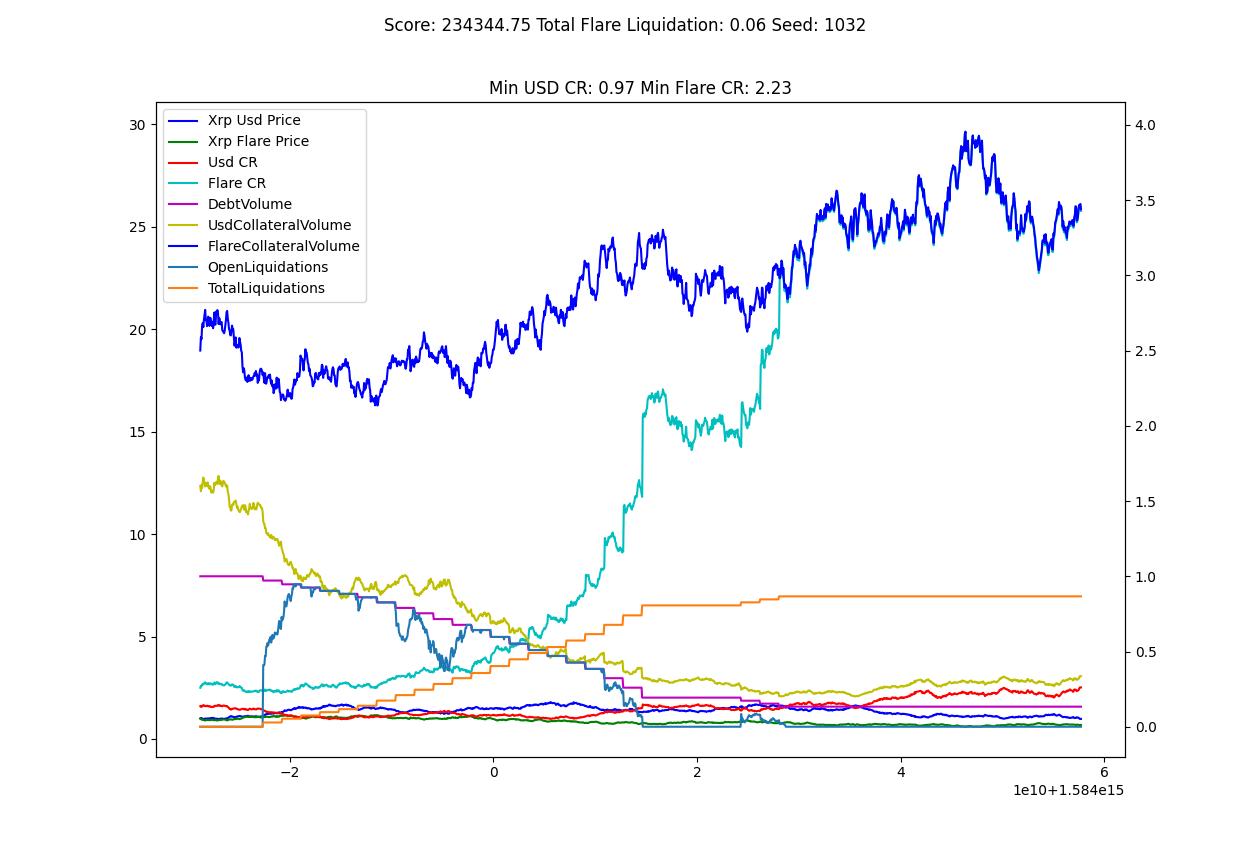 Score: 234344.75 Total Flare Liquidation: 0.06 Seed: 1032
Min USD CR: 0.97 Min Flare CR: 2.23
Xrp Usd Price
Xrp Flare Price
Usd CR
Flare CR
DebtVolume
UsdCollateralVolume
FlareCollateralVolume
OpenLiquidations
TotalLiquidations
30
25
20
15
10
5
0
4.0
3.5
3.0
2.5
2.0
1.5
1.0
0.5
0.0
−2
0
2
4
6
1e10+1.584e15